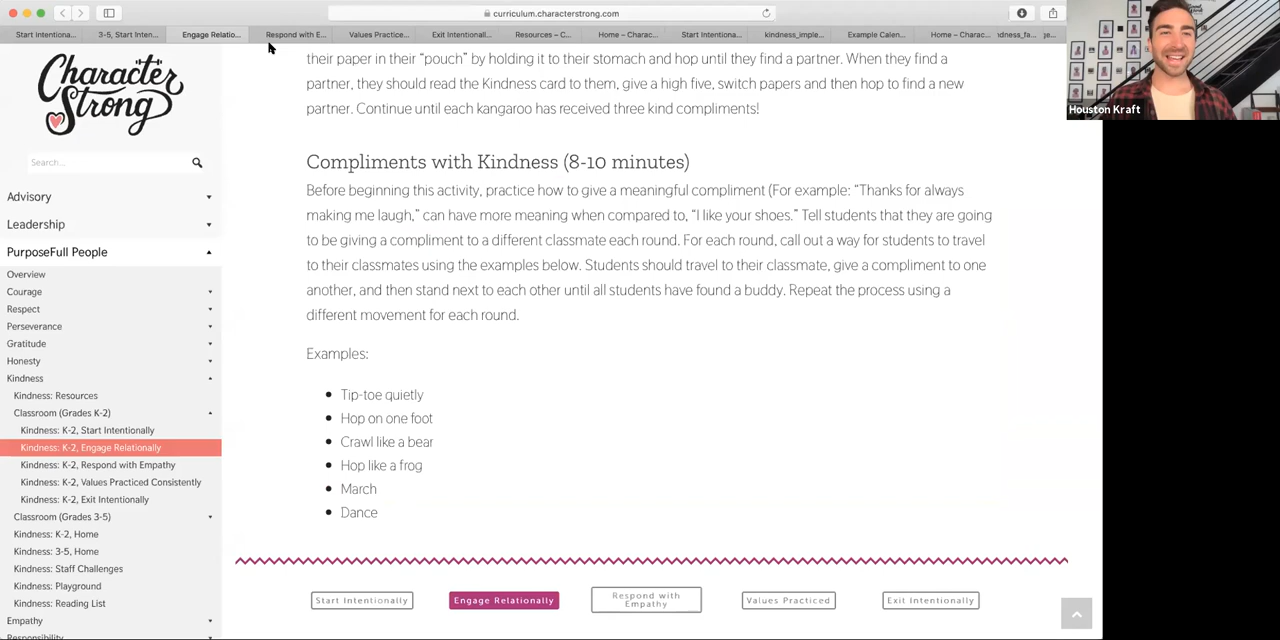 curriculum.characterstrong.com
Start Intentiona...
3-5, Start Inten...
Engage Relatio...
Respond with E...
Values Practice...
Exit Intentionall...
Resources – C...
Home – Charac...
Start Intentiona...
kindness_imple...
Example Calen...
Home – Charac...
Houston Kraft
Character
Strong
Search...
Advisory
Leadership
PurposeFull People
Overview
Courage
Respect
Perseverance
Gratitude
Honesty
Kindness
Kindness: Resources
Classroom (Grades K-2)
Kindness: K-2, Start Intentionally
Kindness: K-2, Engage Relationally
Kindness: K-2, Respond with Empathy
Kindness: K-2, Values Practiced Consistently
Kindness: K-2, Exit Intentionally
Classroom (Grades 3-5)
Kindness: K-2, Home
Kindness: 3-5, Home
Kindness: Staff Challenges
Kindness: Playground
Kindness: Reading List
Empathy
Responsibility
their paper in their "pouch" by holding it to their stomach and hop until they find a partner. When they find a
partner, they should read the Kindness card to them, give a high five, switch papers and then hop to find a new
partner. Continue until each kangaroo has received three kind compliments!
Compliments with Kindness (8-10 minutes)
Before beginning this activity, practice how to give a meaningful compliment (For example: "Thanks for always
making me laugh," can have more meaning when compared to, "I like your shoes." Tell students that they are going
to be giving a compliment to a different classmate each round. For each round, call out a way for students to travel
to their classmates using the examples below. Students should travel to their classmate, give a compliment to one
another, and then stand next to each other until all students have found a buddy. Repeat the process using a
different movement for each round.
Examples:
Tip-toe quietly
Hop on one foot
Crawl like a bear
Hop like a frog
March
Dance
Start Intentionally
Engage Relationally
Respond with
Empathy
Values Practiced
Exit Intentionally